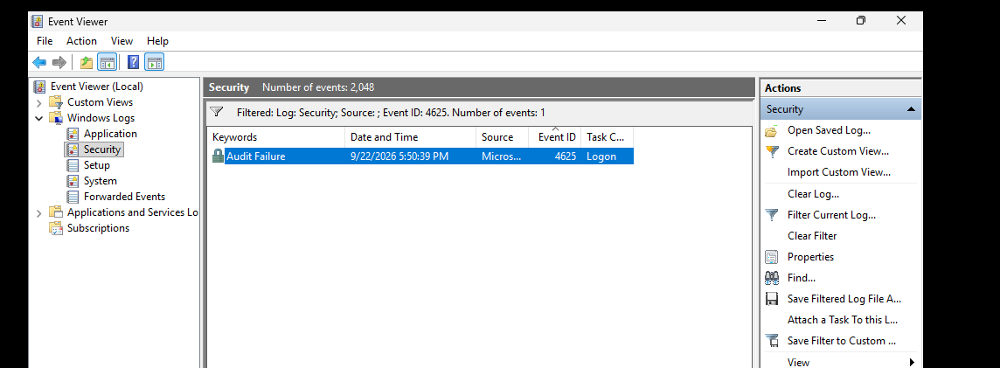 Event Viewer
File Action View Help
Event Viewer (Local)
Custom Views
Windows Logs
Application
Security
Setup
System
Forwarded Events
Applications and Services Lo
Subscriptions
Security Number of events: 2,048
Filtered: Log: Security; Source: ; Event ID: 4625. Number of events: 1
Keywords Date and Time Source Event ID Task C...
Audit Failure 9/22/2026 5:50:39 PM Micros... 4625 Logon
Actions
Security
Open Saved Log...
Create Custom View...
Import Custom View...
Clear Log...
Filter Current Log...
Clear Filter
Properties
Find...
Save Filtered Log File A...
Attach a Task To this L...
Save Filter to Custom ...
View